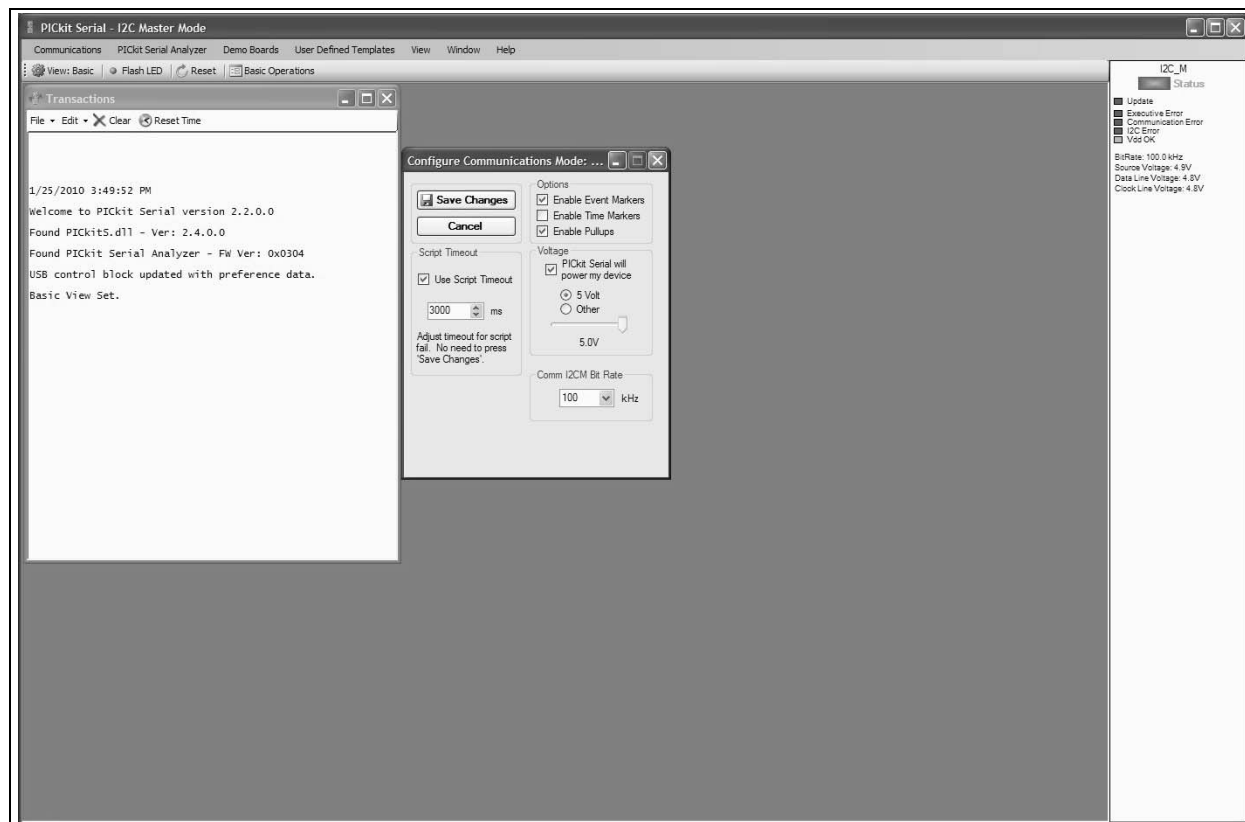 PICkit Serial - I2C Master Mode
Communications PICkit Serial Analyzer Demo Boards User Defined Templates View Window Help
View: Basic Flash LED Reset Basic Operations
Transactions
File Edit Clear Reset Time
1/25/2010 3:49:52 PM
Welcome to PICkit Serial version 2.2.0.0
Found PICkitS.dll - Ver: 2.4.0.0
Found PICkit Serial Analyzer - FW Ver: 0x0304
USB control block updated with preference data.
Basic View Set.
Configure Communications Mode: ...
Save Changes
Cancel
Script Timeout
Use Script Timeout
3000 ms
Adjust timeout for script
fail. No need to press
'Save Changes'.
Options
Enable Event Markers
Enable Time Markers
Enable Pullups
Voltage
PICkit Serial will
power my device
5 Volt
Other
5.0V
Comm I2CM Bit Rate
100 kHz
I2C_M
Status
Update
Executive Error
Communication Error
I2C Error
Vdd OK
BitRate: 100.0 kHz
Source Voltage: 4.9V
Data Line Voltage: 4.8V
Clock Line Voltage: 4.8V